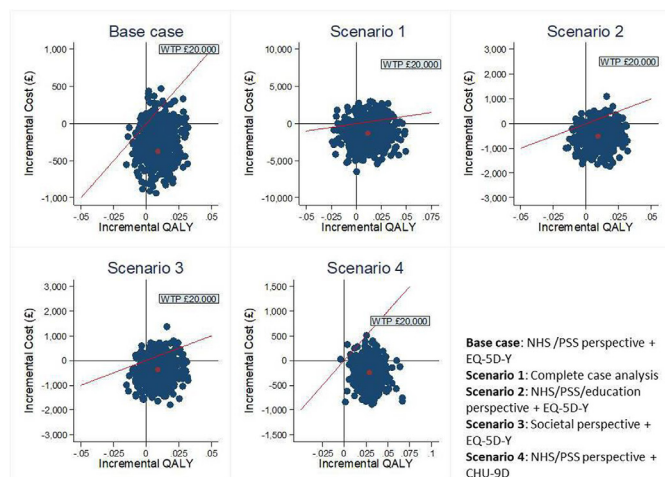 Base case
WTP £20,000
Incremental Cost (£)
1,000
500
0
-500
-1,000
-.05
0
.05
Incremental QALY
Scenario 1
WTP £20,000
Incremental Cost (£)
10,000
5,000
0
-5,000
-10,000
-.05 -.025 0 .025 .05 .075
Incremental QALY
Scenario 2
WTP £20,000
Incremental Cost (£)
3,000
2,000
1,000
0
-1,000
-2,000
-3,000
-.05 -.025 0 .025 .05
Incremental QALY
Scenario 3
WTP £20,000
Incremental Cost (£)
3,000
2,000
1,000
0
-1,000
-2,000
-3,000
-.05 -.025 0 .025 .05
Incremental QALY
Scenario 4
WTP £20,000
Incremental Cost (£)
1,500
1,000
500
0
-500
-1,000
-1,500
-.05 -.025 0 .025 .05 .075 .1
Incremental QALY
Base case: NHS /PSS perspective +
EQ-5D-Y
Scenario 1: Complete case analysis
Scenario 2: NHS/PSS/education
perspective + EQ-5D-Y
Scenario 3: Societal perspective +
EQ-5D-Y
Scenario 4: NHS/PSS perspective +
CHU-9D